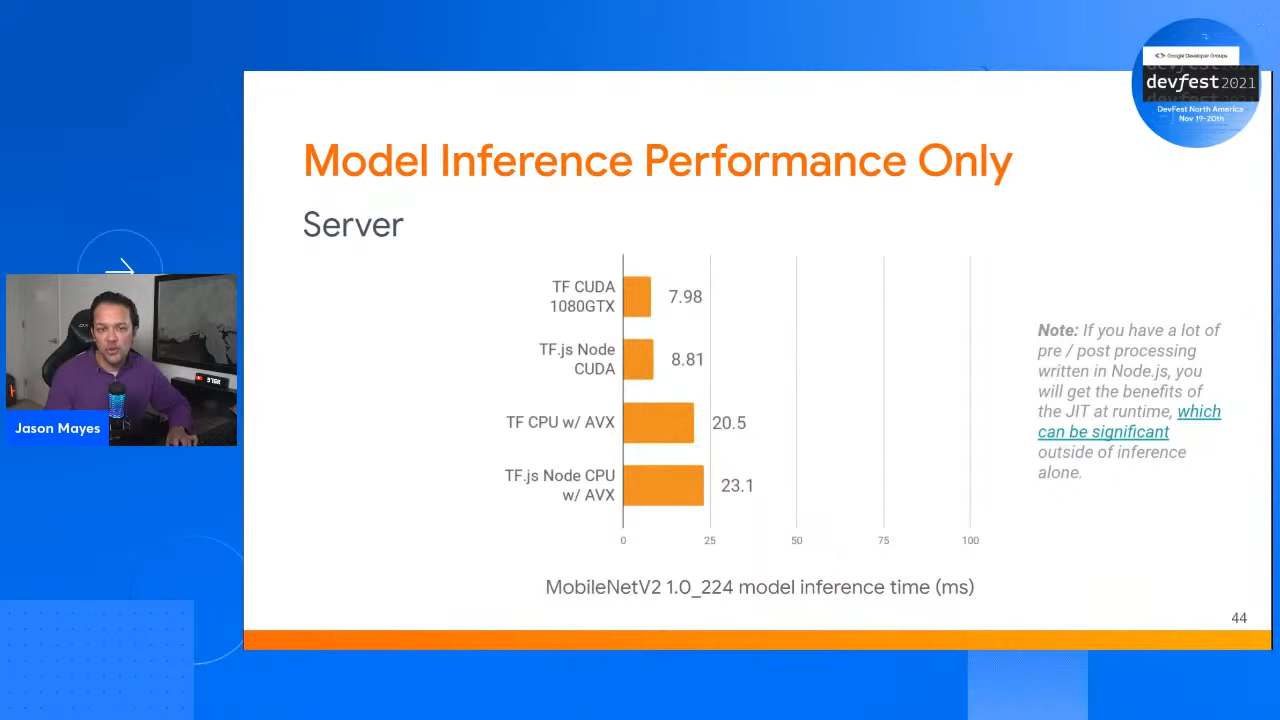 Google Developer Groups
devfest 2021
DevFest North America
Nov 19-20th
Model Inference Performance Only
Server
TF CUDA
1080GTX
7.98
TF.js Node
CUDA
8.81
TF CPU w/ AVX
20.5
TF.js Node CPU
w/ AVX
23.1
0 25 50 75 100
MobileNetV2 1.0_224 model inference time (ms)
Note: If you have a lot of
pre / post processing
written in Node.js, you
will get the benefits of
the JIT at runtime, which
can be significant
outside of inference
alone.
44
Jason Mayes